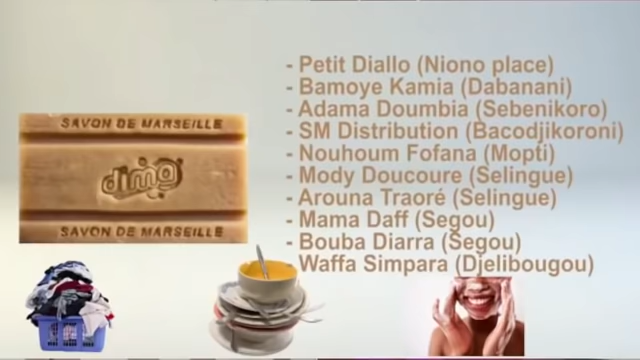 - Petit Diallo (Niono place)
- Bamoye Kamia (Dabanani)
- Adama Doumbia (Sebenikoro)
- SM Distribution (Bacodjikoroni)
- Nouhoum Fofana (Mopti)
- Mody Doucoure (Selingue)
- Arouna Traoré (Selingue)
- Mama Daff (Segou)
- Bouba Diarra (Segou)
- Waffa Simpara (Djelibougou)
SAVON DE MARSEILLE
dima
SAVON DE MARSEILLE